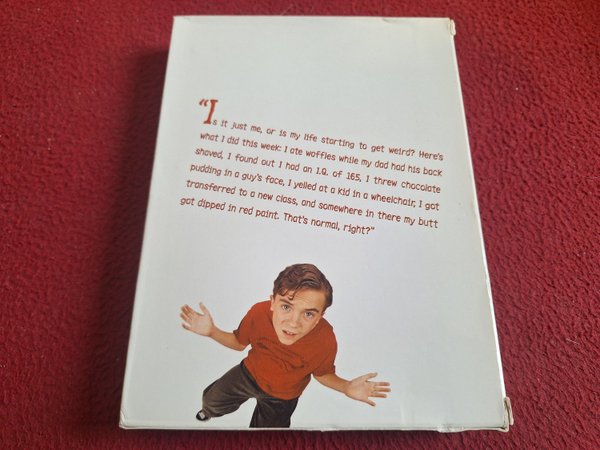 “Is it just me, or is my life starting to get weird? Here's
what I did this week: I ate waffles while my dad had his back
shaved, I found out I had an I.Q. of 165, I threw chocolate
pudding in a guy's face, I yelled at a kid in a wheelchair, I got
transferred to a new class, and somewhere in there my butt
got dipped in red paint. That's normal, right?”